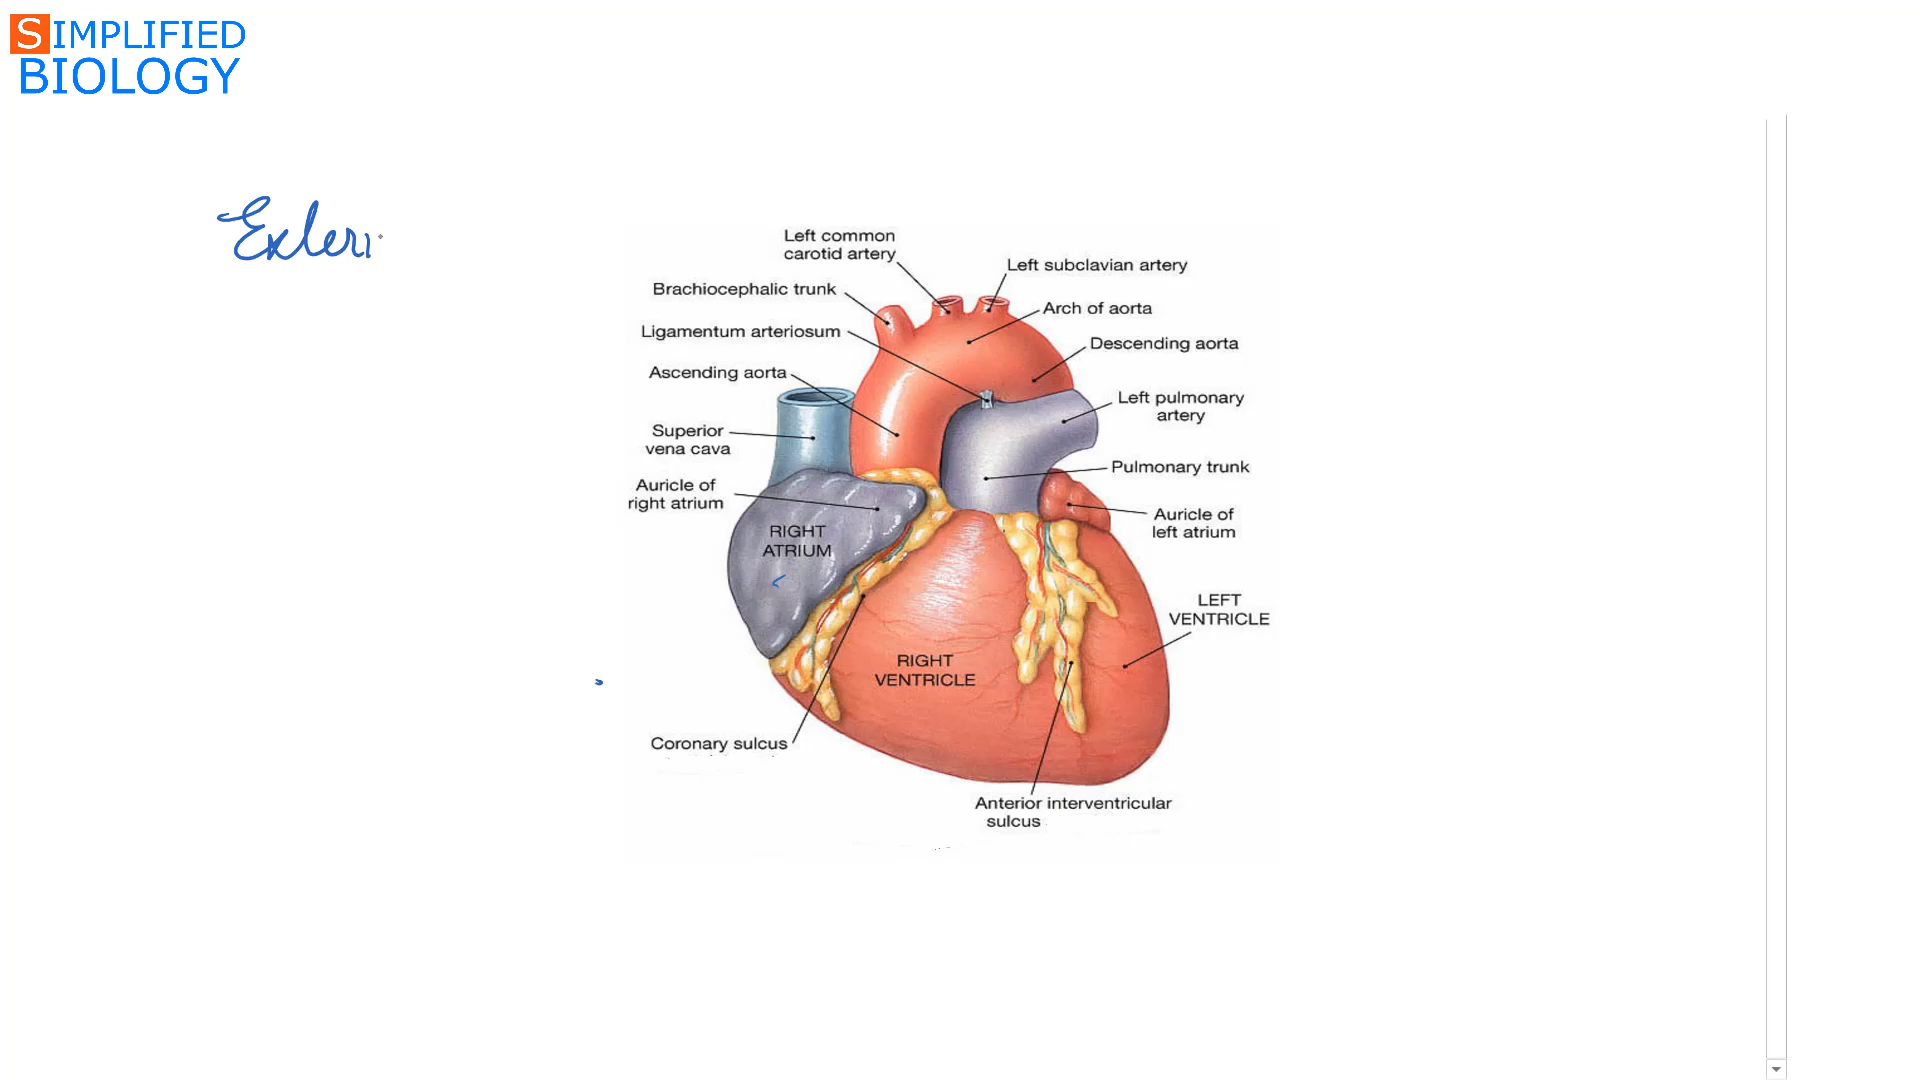 SIMPLIFIED
BIOLOGY
Exter
Left common
carotid artery
Left subclavian artery
Brachiocephalic trunk
Arch of aorta
Ligamentum arteriosum
Descending aorta
Ascending aorta
Left pulmonary
artery
Superior
vena cava
Pulmonary trunk
Auricle of
right atrium
Auricle of
left atrium
RIGHT
ATRIUM
LEFT
VENTRICLE
RIGHT
VENTRICLE
Coronary sulcus
Anterior interventricular
sulcus